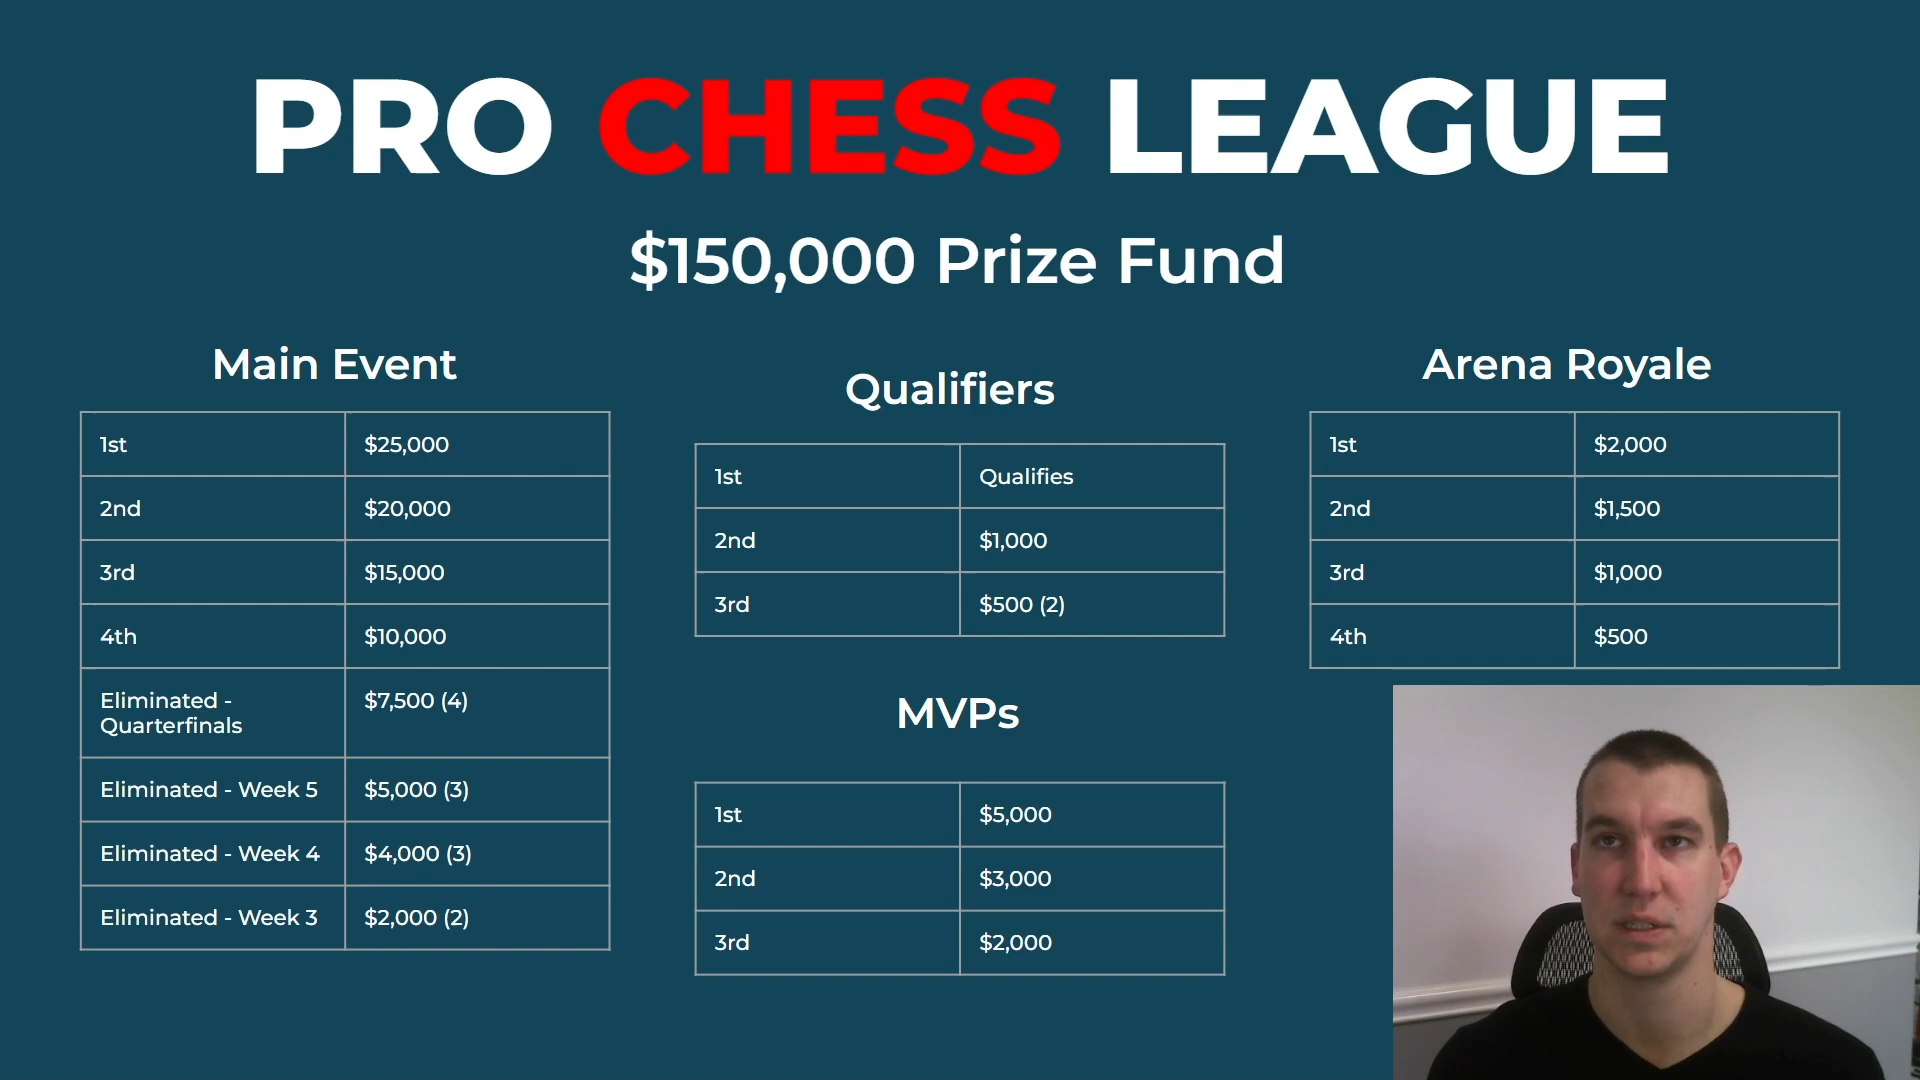 PRO CHESS LEAGUE
$150,000 Prize Fund
Main Event
1st $25,000
2nd $20,000
3rd $15,000
4th $10,000
Eliminated - $7,500 (4)
Quarterfinals
Eliminated - Week 5 $5,000 (3)
Eliminated - Week 4 $4,000 (3)
Eliminated - Week 3 $2,000 (2)
Qualifiers
1st Qualifies
2nd $1,000
3rd $500 (2)
MVPs
1st $5,000
2nd $3,000
3rd $2,000
Arena Royale
1st $2,000
2nd $1,500
3rd $1,000
4th $500